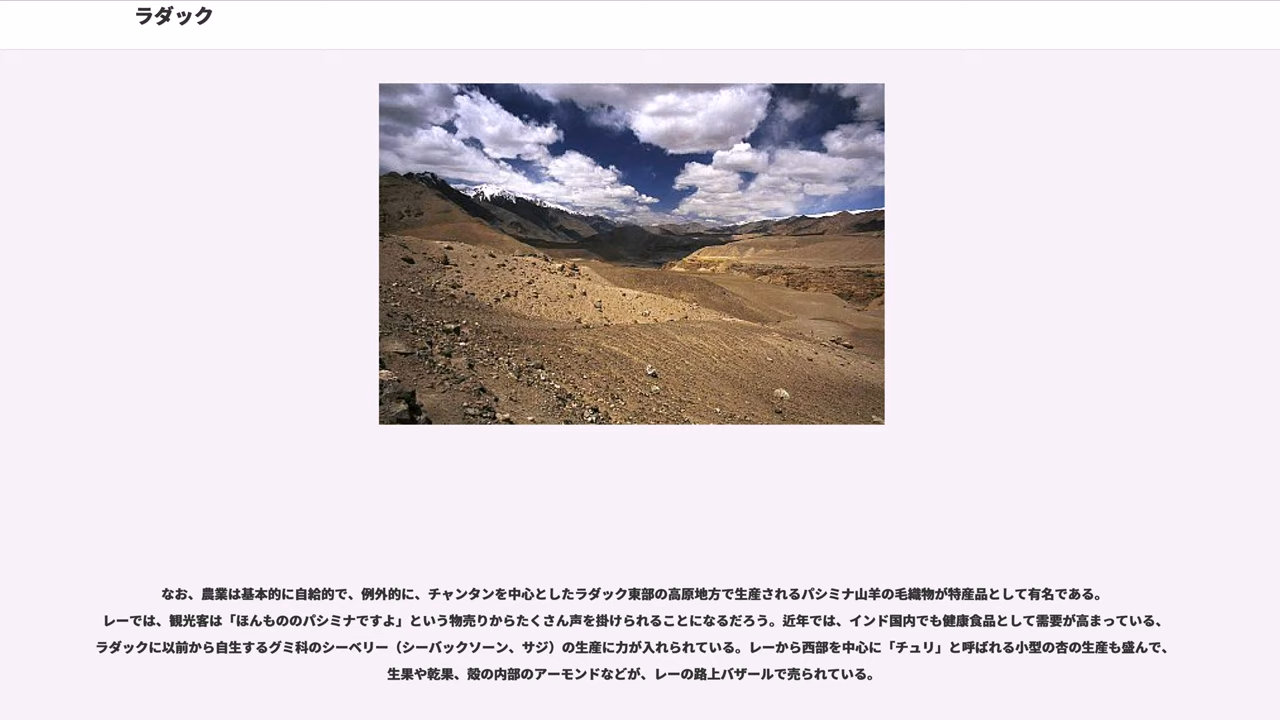 ラダック
なお、農業は基本的に自給的で、例外的に、チャンタンを中心としたラダック東部の高原地方で生産されるパシミナ山羊の毛織物が特産品として有名である。
レーでは、観光客は「ほんもののパシミナですよ」という物売りからたくさん声を掛けられることになるだろう。近年では、インド国内でも健康食品として需要が高まっている、
ラダックに以前から自生するグミ科のシーベリー（シーバックソーン、サジ）の生産に力が入れられている。レーから西部を中心に「チュリ」と呼ばれる小型の杏の生産も盛んで、
生果や乾果、殻の内部のアーモンドなどが、レーの路上バザールで売られている。